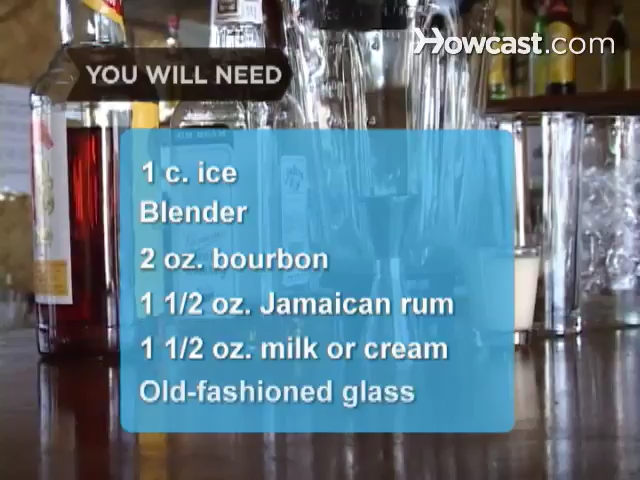 Howcast.com
YOU WILL NEED
1 c. ice
Blender
2 oz. bourbon
1 1/2 oz. Jamaican rum
1 1/2 oz. milk or cream
Old-fashioned glass